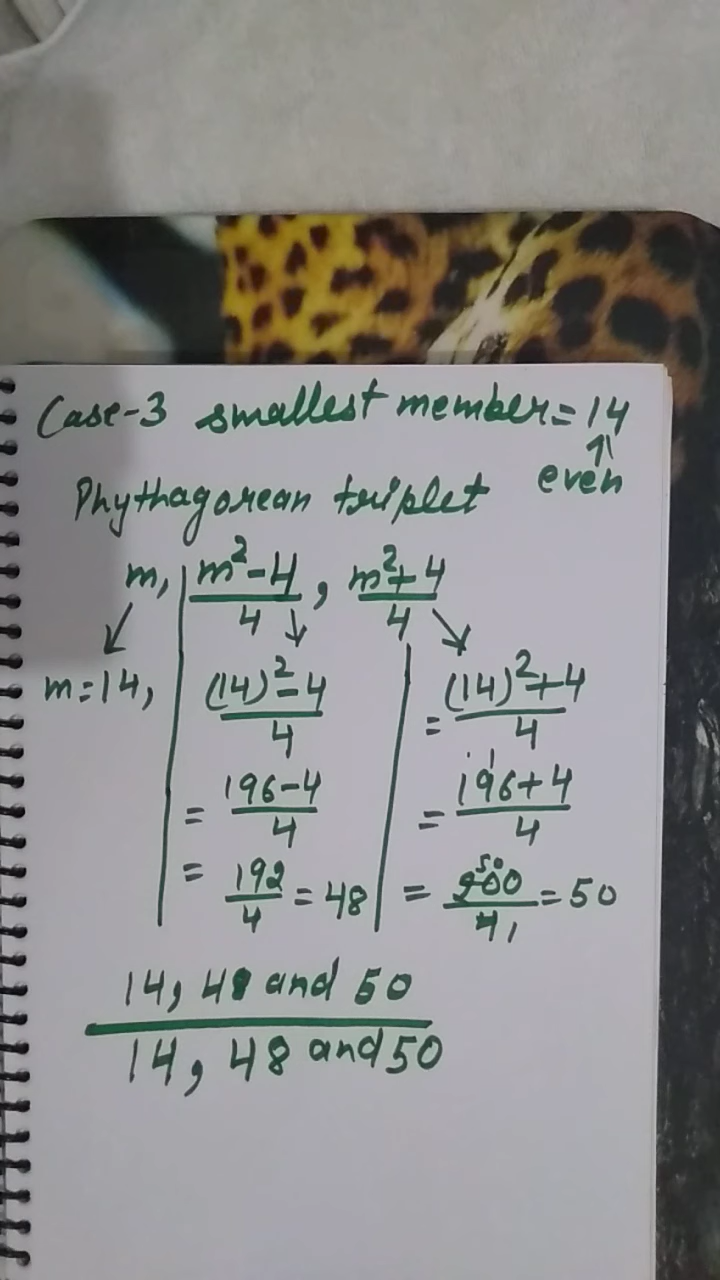 Case-3 smallest member = 14
↑
even
Phythagorean triplet
m, | m²-4/4, m²+4/4
m=14, | (14)²-4/4 | = (14)²+4/4
= 196-4/4 | = 196+4/4
= 192/4 = 48 | = 200/4 = 50
14, 48 and 50
14, 48 and 50